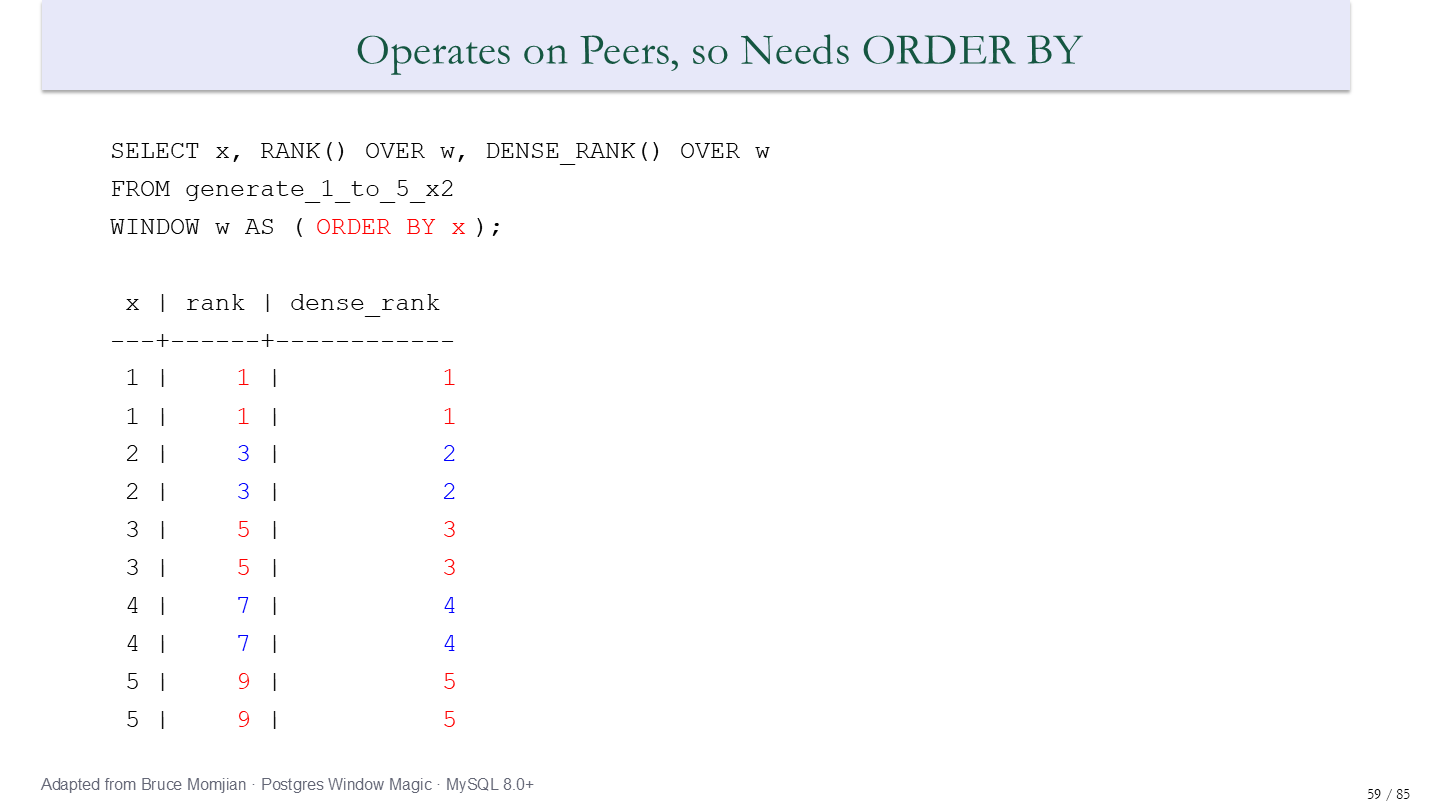 Operates on Peers, so Needs ORDER BY
SELECT x, RANK() OVER w, DENSE_RANK() OVER w
FROM generate_1_to_5_x2
WINDOW w AS ( ORDER BY x );
 x | rank | dense_rank
---+------+------------
 1 |    1 |          1
 1 |    1 |          1
 2 |    3 |          2
 2 |    3 |          2
 3 |    5 |          3
 3 |    5 |          3
 4 |    7 |          4
 4 |    7 |          4
 5 |    9 |          5
 5 |    9 |          5
Adapted from Bruce Momjian · Postgres Window Magic · MySQL 8.0+
59 / 85